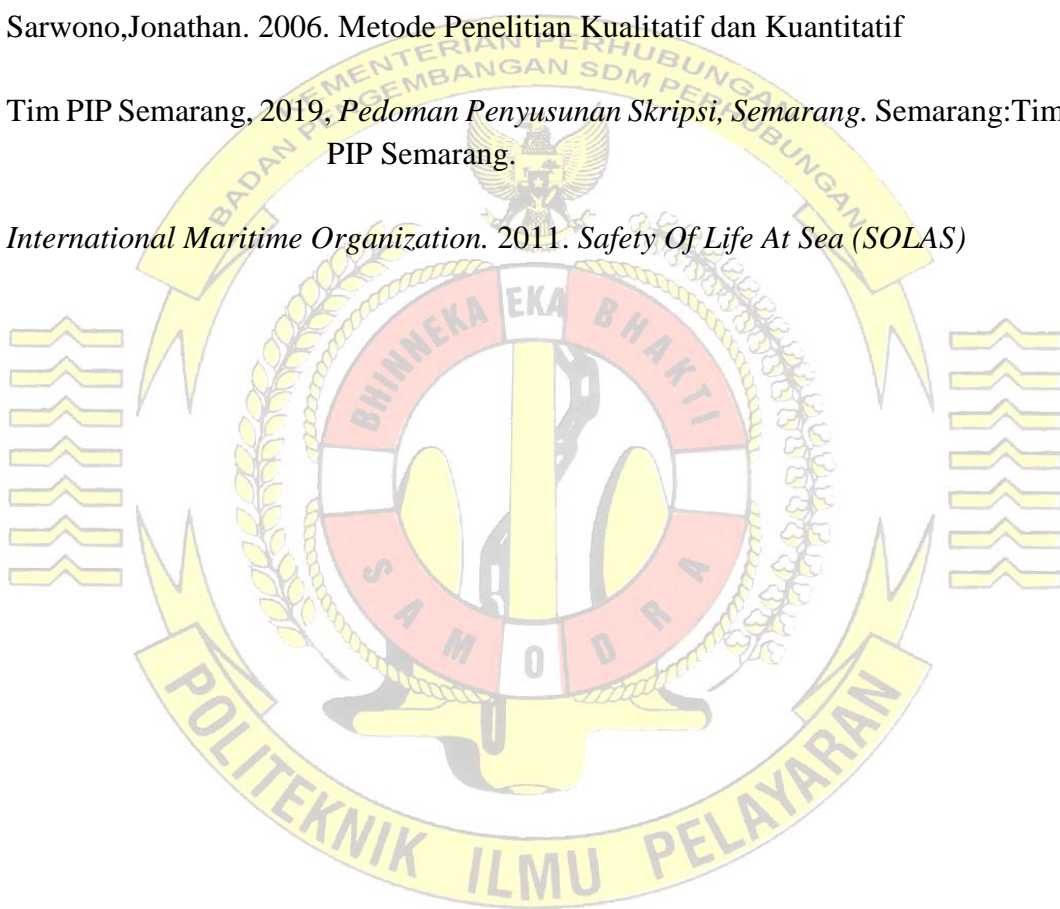 Sarwono,Jonathan. 2006. Metode Penelitian Kualitatif dan Kuantitatif
Tim PIP Semarang, 2019, Pedoman Penyusunan Skripsi, Semarang. Semarang:Tim
PIP Semarang.
International Maritime Organization. 2011. Safety Of Life At Sea (SOLAS)
KEMENTERIAN PERHUBUNGAN
BADAN PENGEMBANGAN SDM PERHUBUNGAN
BHINNEKA EKA BHAKTI
SAMODRA
POLITEKNIK ILMU PELAYARAN